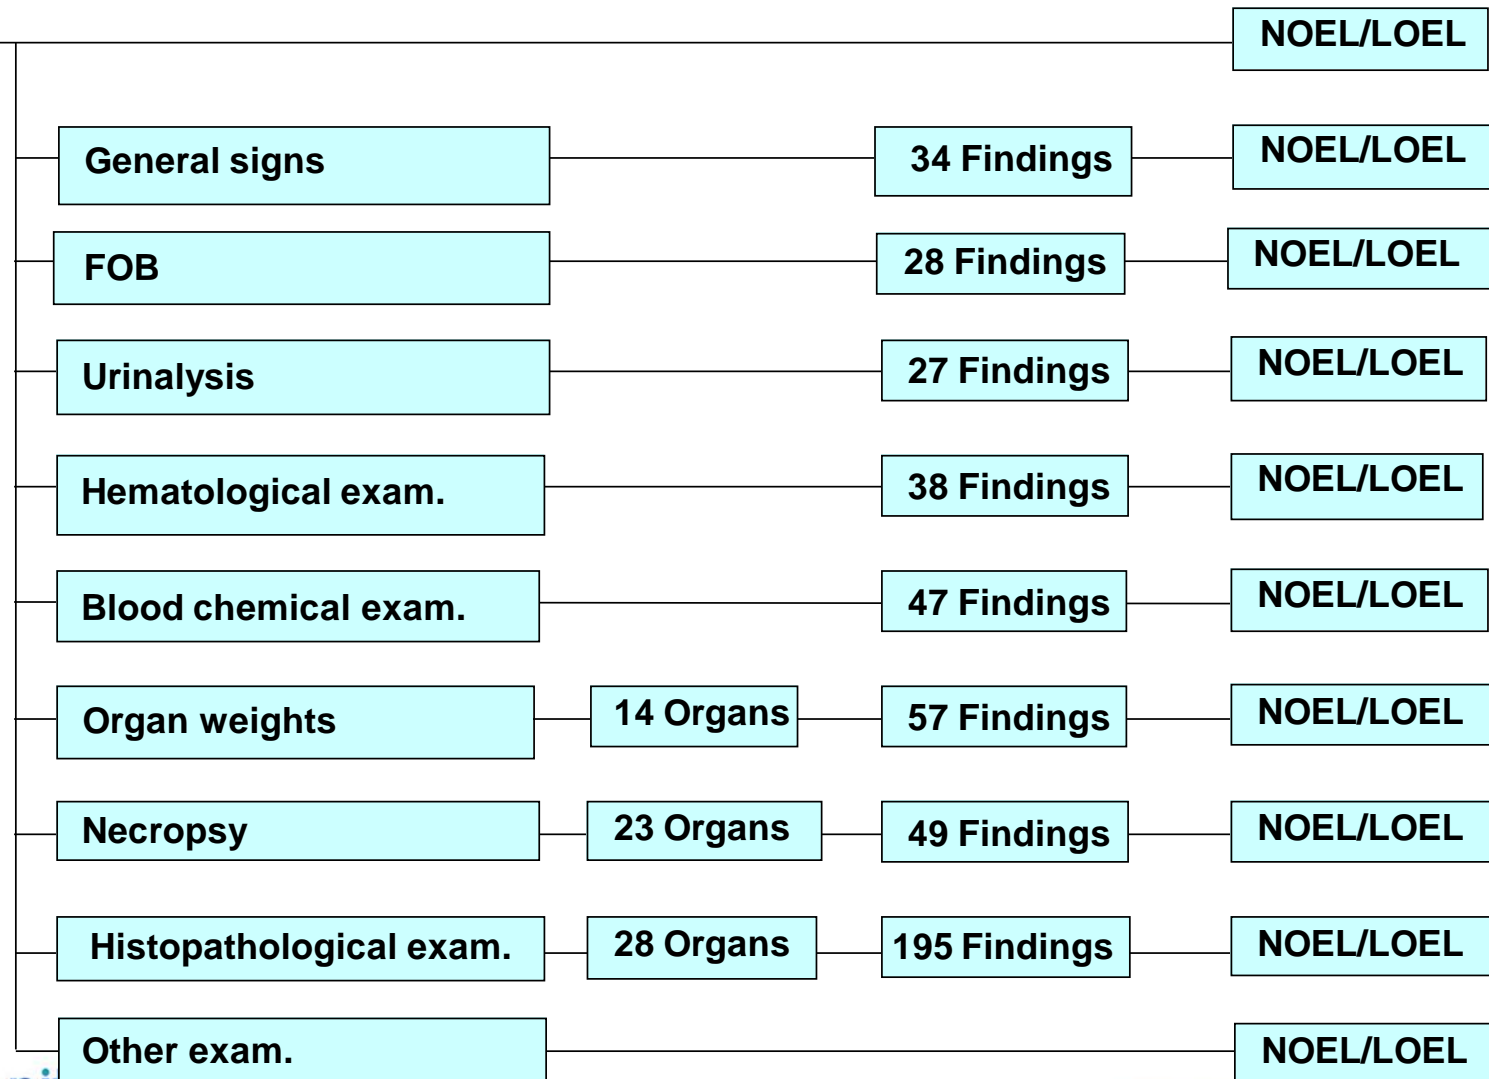 NOEL/LOEL
General signs 34 Findings NOEL/LOEL
FOB 28 Findings NOEL/LOEL
Urinalysis 27 Findings NOEL/LOEL
Hematological exam. 38 Findings NOEL/LOEL
Blood chemical exam. 47 Findings NOEL/LOEL
Organ weights 14 Organs 57 Findings NOEL/LOEL
Necropsy 23 Organs 49 Findings NOEL/LOEL
Histopathological exam. 28 Organs 195 Findings NOEL/LOEL
Other exam. NOEL/LOEL